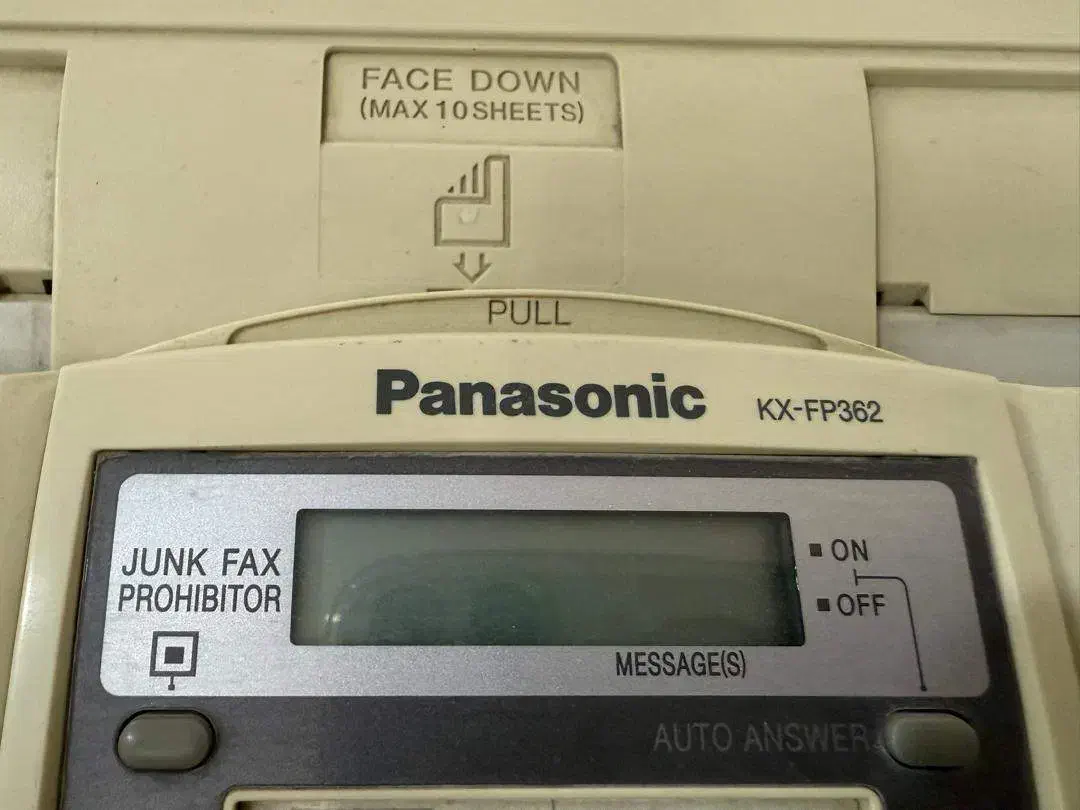 FACE DOWN
(MAX 10 SHEETS)
PULL
Panasonic KX-FP362
JUNK FAX
PROHIBITOR
ON
OFF
MESSAGE(S)
AUTO ANSWER